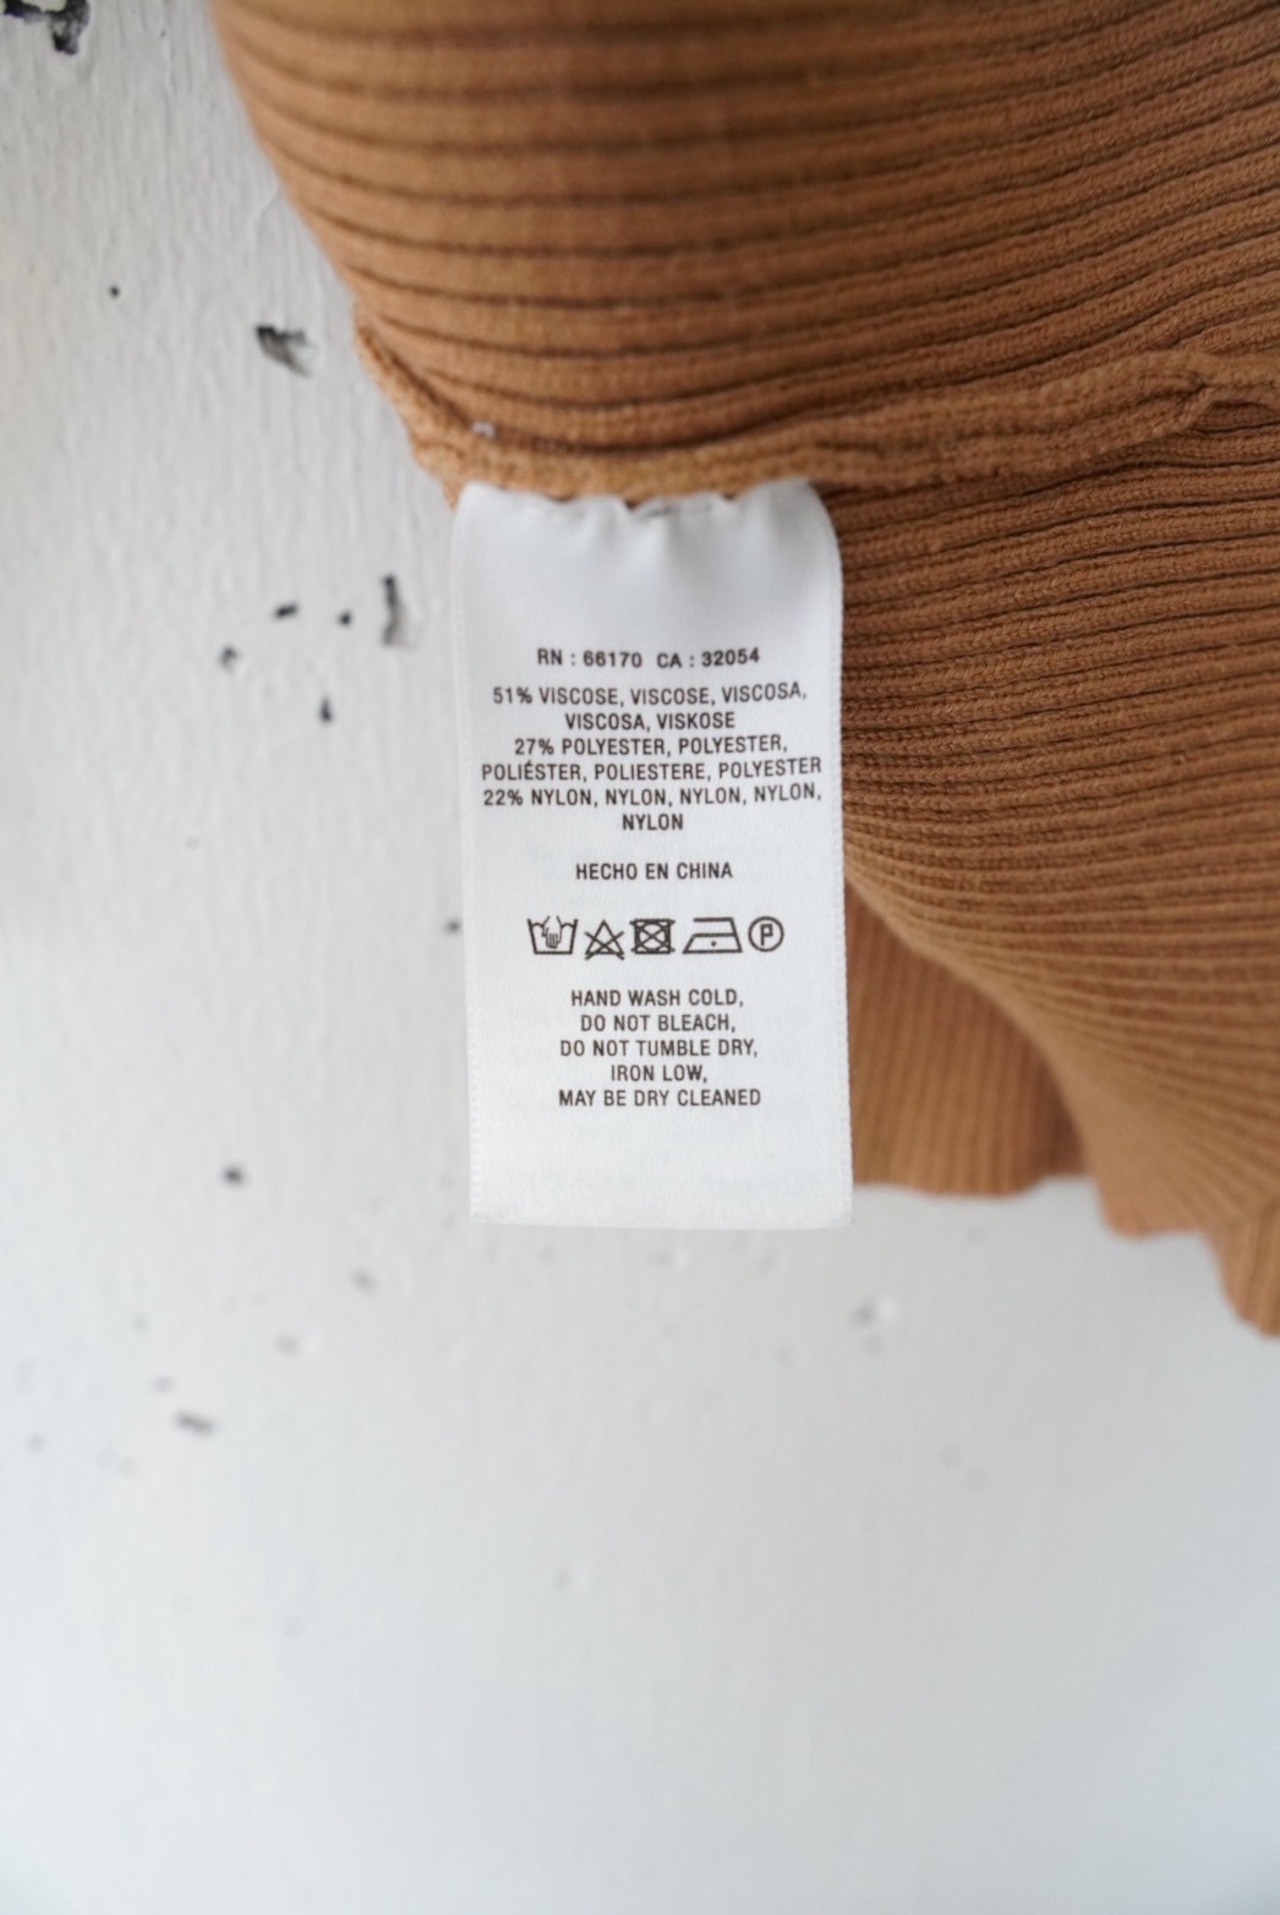 RN : 66170 CA : 32054
51% VISCOSE, VISCOSE, VISCOSA,
VISCOSA, VISKOSE
27% POLYESTER, POLYESTER,
POLIÉSTER, POLIESTERE, POLYESTER
22% NYLON, NYLON, NYLON, NYLON,
NYLON
HECHO EN CHINA
P
HAND WASH COLD,
DO NOT BLEACH,
DO NOT TUMBLE DRY,
IRON LOW,
MAY BE DRY CLEANED